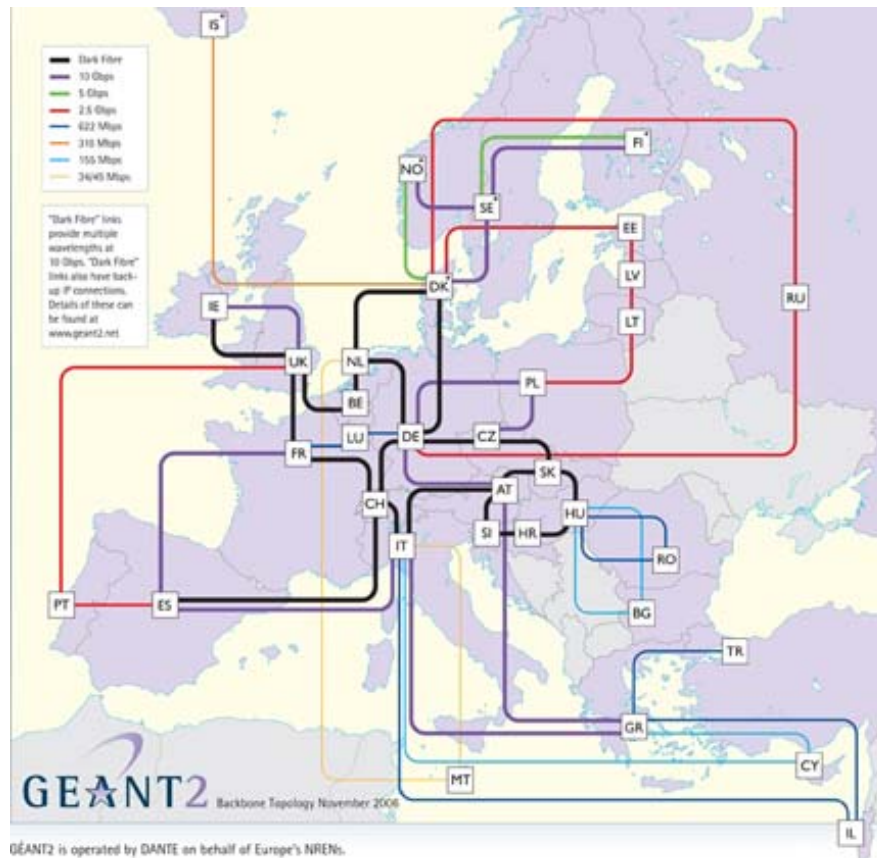 IS*
Dark Fibre
10 Gbps
5 Gbps
2.5 Gbps
622 Mbps
310 Mbps
155 Mbps
34/45 Mbps
"Dark Fibre" links
provide multiple
wavelengths at
10 Gbps. "Dark Fibre"
links also have back-
up IP connections.
Details of these can
be found at
www.geant2.net
FI*
NO*
SE*
EE
LV
DK*
RU
IE
LT
UK
NL
PL
BE
LU
DE
CZ
FR
SK
CH
AT
HU
SI
HR
IT
RO
PT
ES
BG
TR
GR
CY
MT
IL
GEANT2 Backbone Topology November 2006
GÉANT2 is operated by DANTE on behalf of Europe's NRENs.